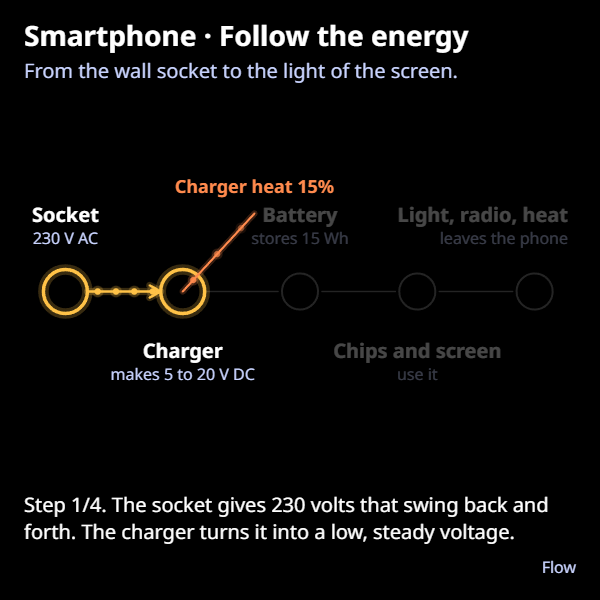 Smartphone · Follow the energy
From the wall socket to the light of the screen.
Charger heat 15%
Socket
230 V AC
Battery
stores 15 Wh
Light, radio, heat
leaves the phone
Charger
makes 5 to 20 V DC
Chips and screen
use it
Step 1/4. The socket gives 230 volts that swing back and
forth. The charger turns it into a low, steady voltage.
Flow